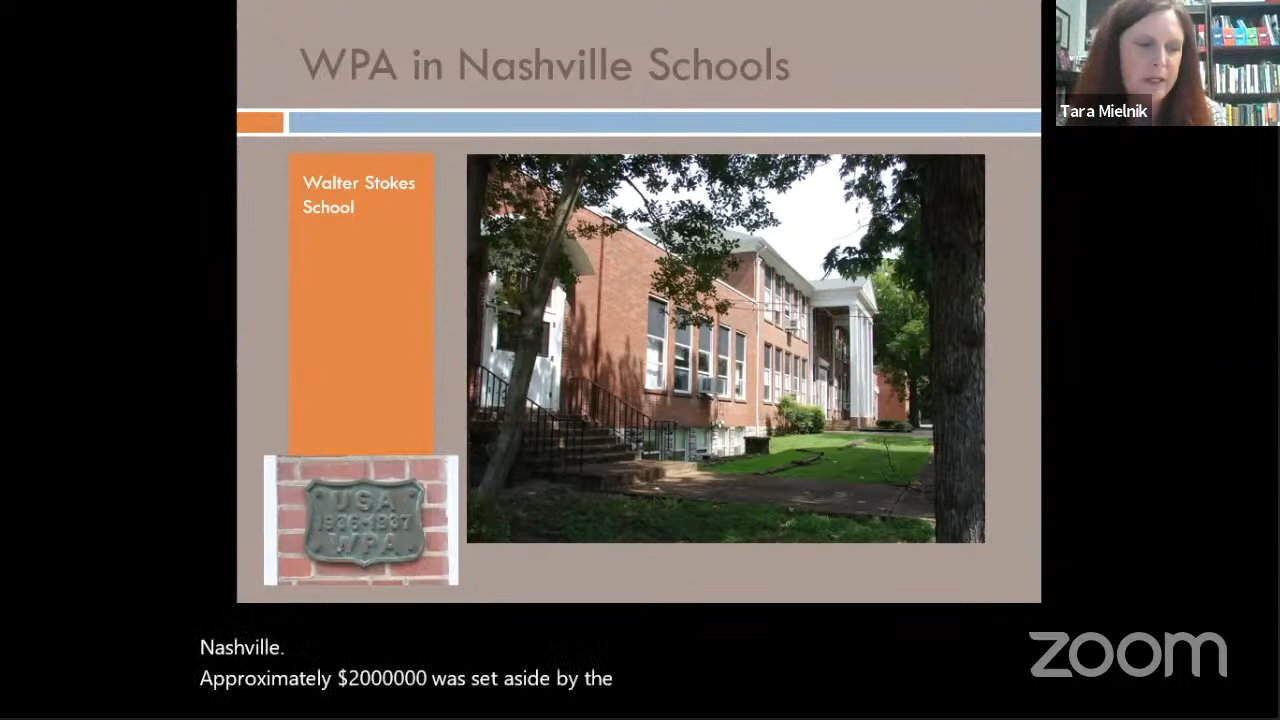 WPA in Nashville Schools
Tara Mielnik
Walter Stokes
School
USA
1936-1937
WPA
Nashville.
Approximately $2000000 was set aside by the
zoom